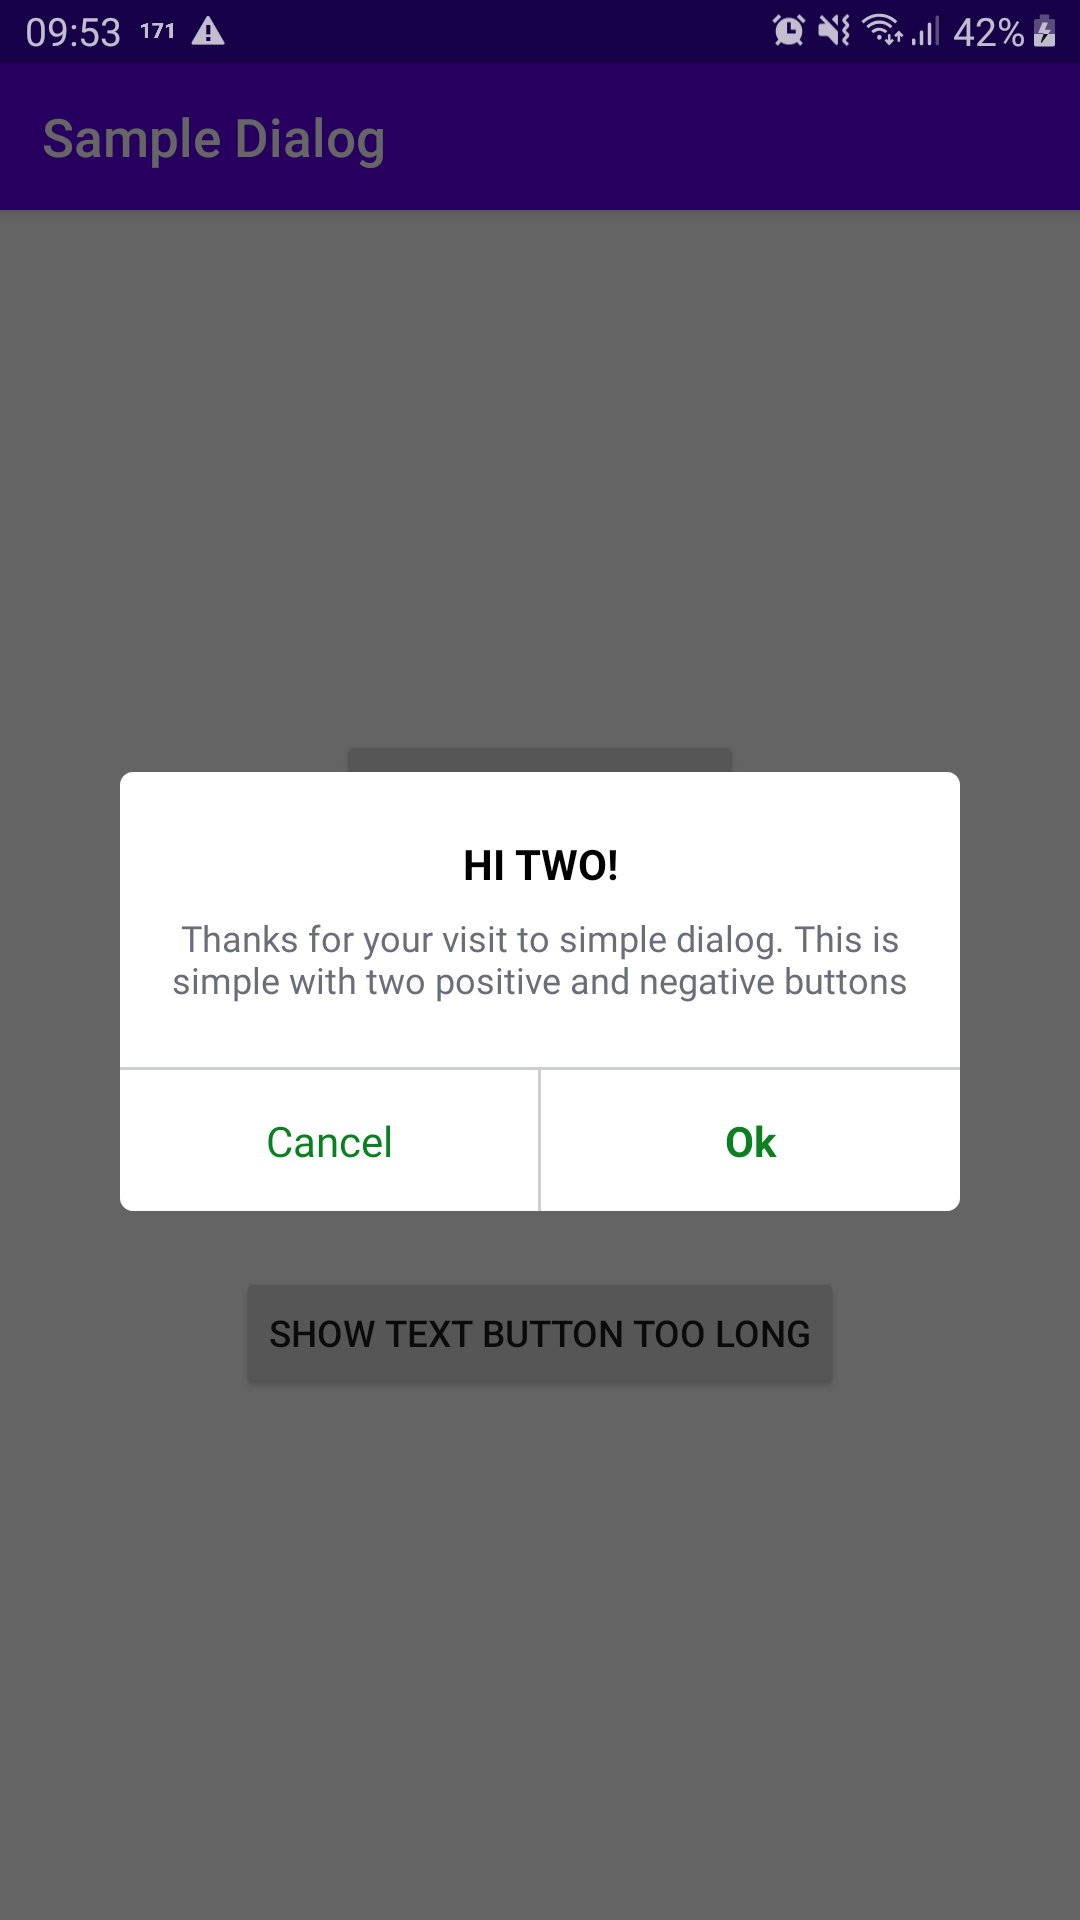 09:53 171 42%
Sample Dialog
HI TWO!
Thanks for your visit to simple dialog. This is
simple with two positive and negative buttons
Cancel Ok
SHOW TEXT BUTTON TOO LONG